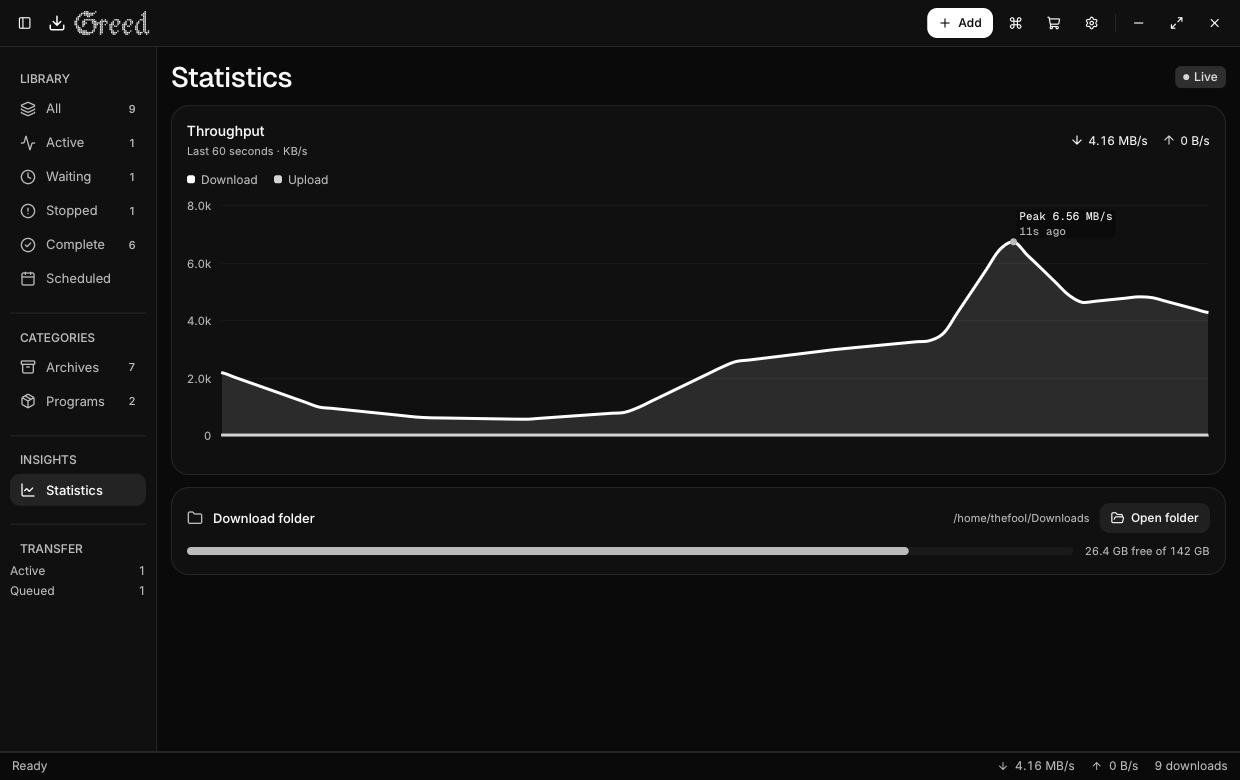 Greed
Add
LIBRARY
All 9
Active 1
Waiting 1
Stopped 1
Complete 6
Scheduled
CATEGORIES
Archives 7
Programs 2
INSIGHTS
Statistics
TRANSFER
Active 1
Queued 1
Statistics
Live
Throughput
Last 60 seconds · KB/s
↓ 4.16 MB/s ↑ 0 B/s
Download Upload
8.0k
6.0k
4.0k
2.0k
0
Peak 6.56 MB/s
11s ago
Download folder
/home/thefool/Downloads
Open folder
26.4 GB free of 142 GB
Ready
↓ 4.16 MB/s ↑ 0 B/s 9 downloads